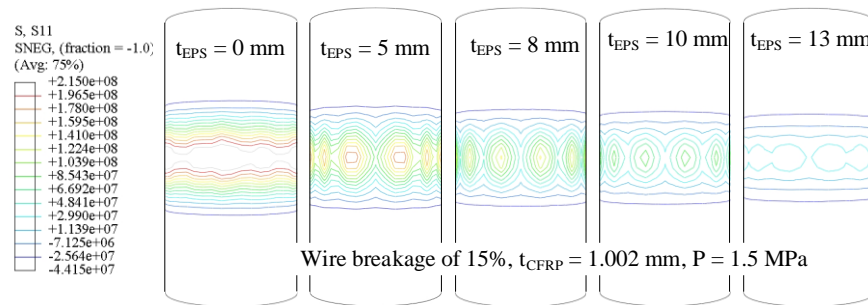 S, S11
SNEG, (fraction = -1.0)
(Avg: 75%)
+2.150e+08
+1.965e+08
+1.780e+08
+1.595e+08
+1.410e+08
+1.224e+08
+1.039e+08
+8.543e+07
+6.692e+07
+4.841e+07
+2.990e+07
+1.139e+07
-7.125e+06
-2.564e+07
-4.415e+07
tEPS = 0 mm
tEPS = 5 mm
tEPS = 8 mm
tEPS = 10 mm
tEPS = 13 mm
Wire breakage of 15%, tCFRP = 1.002 mm, P = 1.5 MPa